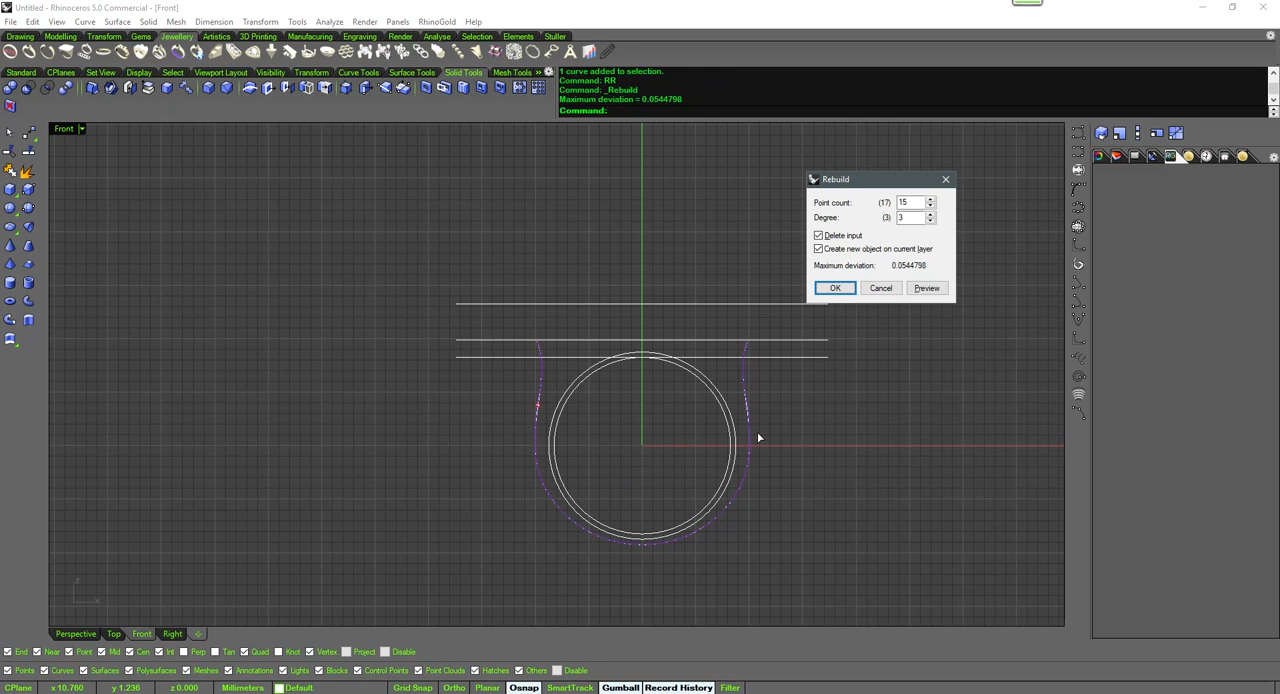 Untitled - Rhinoceros 5.0 Commercial - [Front]
File Edit View Curve Surface Solid Mesh Dimension Transform Tools Analyze Render Panels RhinoGold Help
Drawing Modelling Transform Gems Jewellery Artistics 3D Printing Manufacuring Engraving Render Analyse Selection Elements Stuller
Standard CPlanes Set View Display Select Viewport Layout Visibility Transform Curve Tools Surface Tools Solid Tools Mesh Tools »
1 curve added to selection.
Command: RR
Command: _Rebuild
Maximum deviation = 0.0544798
Command:
Front
Rebuild
Point count: (17) 15
Degree: (3) 3
Delete input
Create new object on current layer
Maximum deviation: 0.0544798
OK Cancel Preview
z
x
Perspective Top Front Right
End Near Point Mid Cen Int Perp Tan Quad Knot Vertex Project Disable
Points Curves Surfaces Polysurfaces Meshes Annotations Lights Blocks Control Points Point Clouds Hatches Others Disable
CPlane x 10.760 y 1.236 z 0.000 Millimeters Default Grid Snap Ortho Planar Osnap SmartTrack Gumball Record History Filter